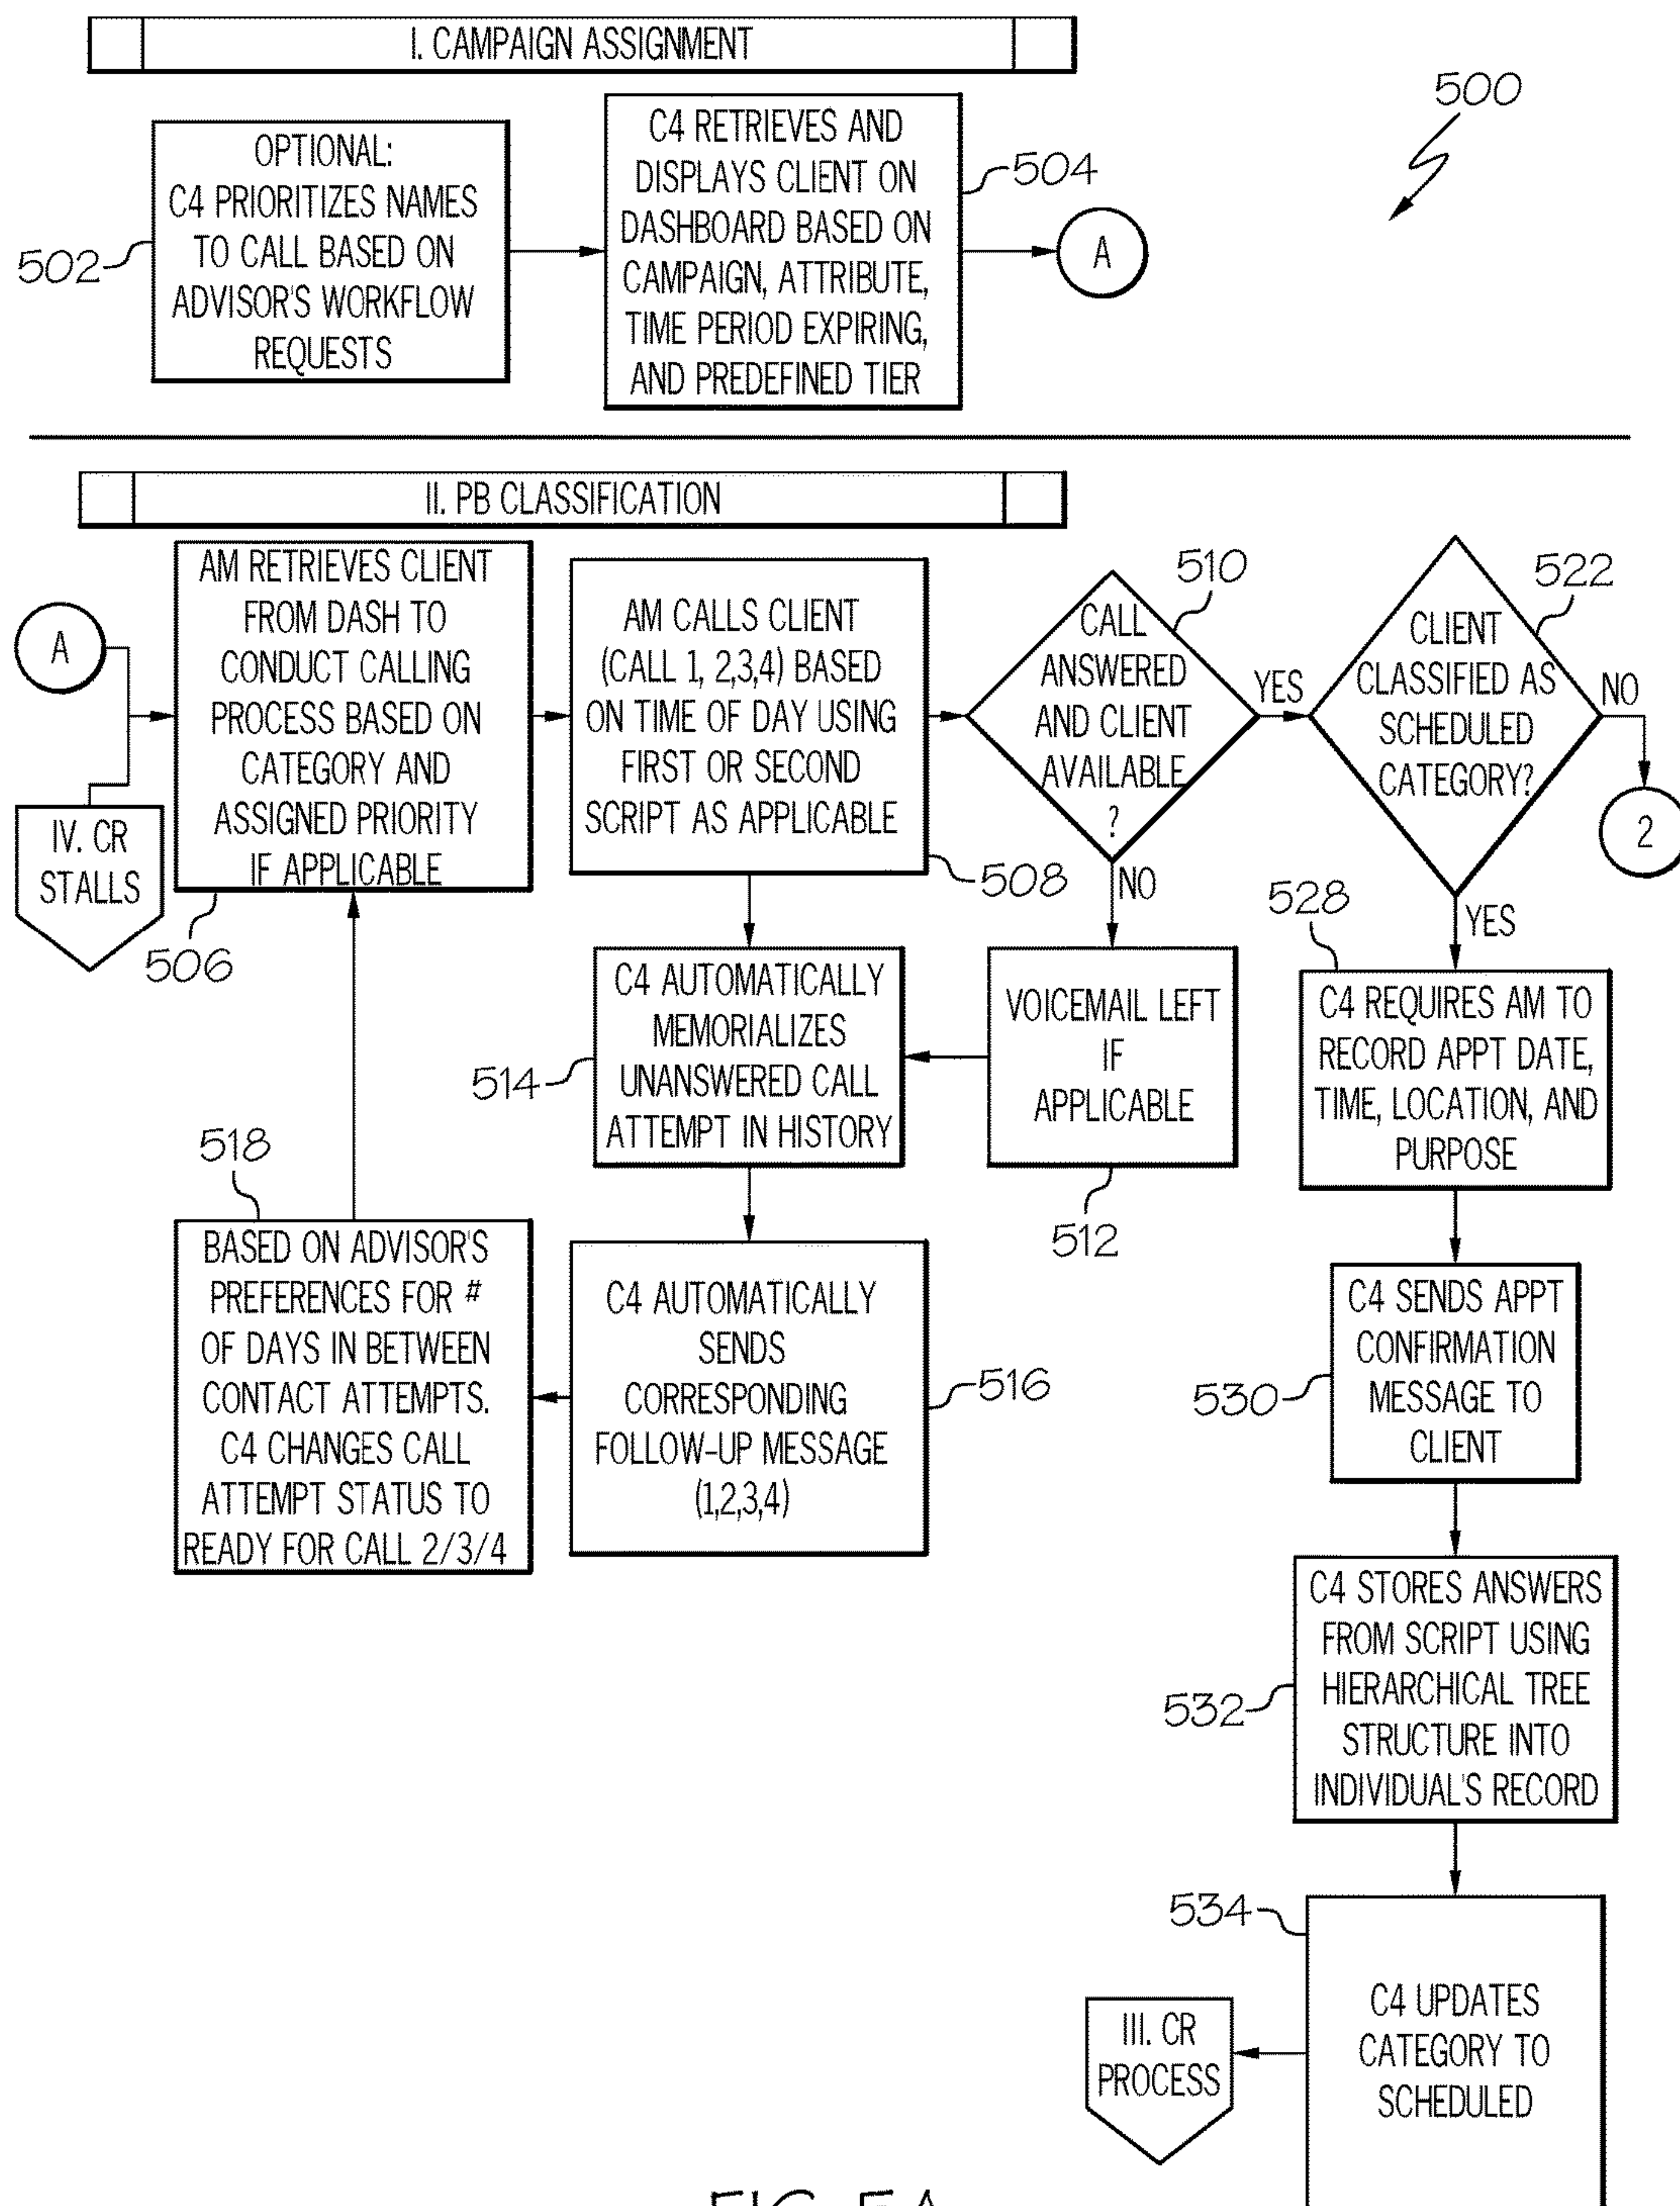 I. CAMPAIGN ASSIGNMENT
500
OPTIONAL:
C4 PRIORITIZES NAMES
TO CALL BASED ON
ADVISOR'S WORKFLOW
REQUESTS
502
C4 RETRIEVES AND
DISPLAYS CLIENT ON
DASHBOARD BASED ON
CAMPAIGN, ATTRIBUTE,
TIME PERIOD EXPIRING,
AND PREDEFINED TIER
504
A
II. PB CLASSIFICATION
A
IV. CR
STALLS
AM RETRIEVES CLIENT
FROM DASH TO
CONDUCT CALLING
PROCESS BASED ON
CATEGORY AND
ASSIGNED PRIORITY
IF APPLICABLE
506
AM CALLS CLIENT
(CALL 1, 2,3,4) BASED
ON TIME OF DAY USING
FIRST OR SECOND
SCRIPT AS APPLICABLE
508
CALL
ANSWERED
AND CLIENT
AVAILABLE
?
510
YES
NO
CLIENT
CLASSIFIED AS
SCHEDULED
CATEGORY?
522
NO
2
YES
C4 AUTOMATICALLY
MEMORIALIZES
UNANSWERED CALL
ATTEMPT IN HISTORY
514
VOICEMAIL LEFT
IF
APPLICABLE
512
528
C4 REQUIRES AM TO
RECORD APPT DATE,
TIME, LOCATION, AND
PURPOSE
518
BASED ON ADVISOR'S
PREFERENCES FOR #
OF DAYS IN BETWEEN
CONTACT ATTEMPTS.
C4 CHANGES CALL
ATTEMPT STATUS TO
READY FOR CALL 2/3/4
C4 AUTOMATICALLY
SENDS
CORRESPONDING
FOLLOW-UP MESSAGE
(1,2,3,4)
516
C4 SENDS APPT
CONFIRMATION
MESSAGE TO
CLIENT
530
C4 STORES ANSWERS
FROM SCRIPT USING
HIERARCHICAL TREE
STRUCTURE INTO
INDIVIDUAL'S RECORD
532
534
C4 UPDATES
CATEGORY TO
SCHEDULED
III. CR
PROCESS
FIG. 5A